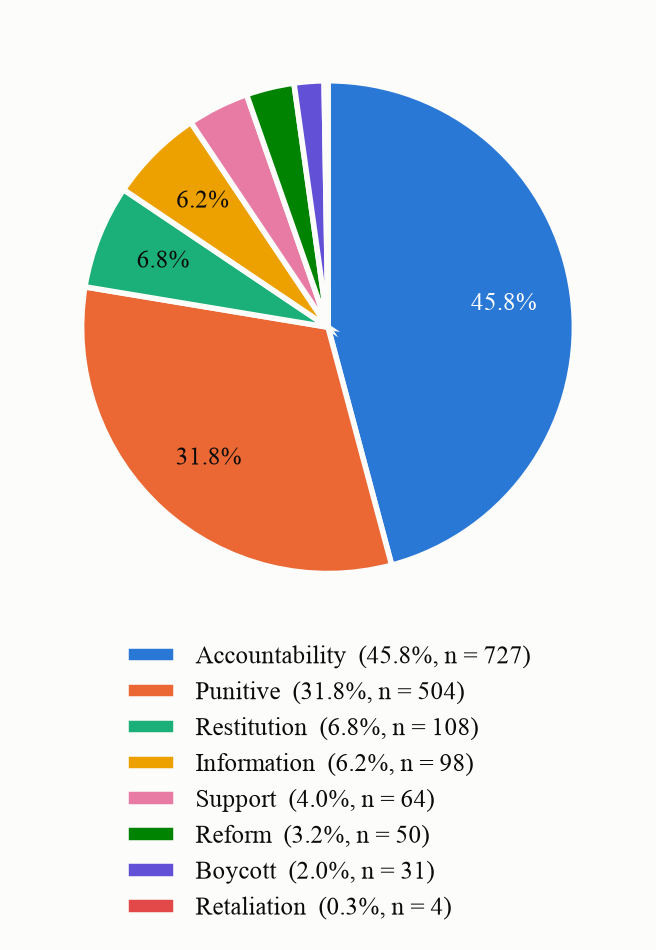 6.2%
6.8%
45.8%
31.8%
Accountability (45.8%, n = 727)
Punitive (31.8%, n = 504)
Restitution (6.8%, n = 108)
Information (6.2%, n = 98)
Support (4.0%, n = 64)
Reform (3.2%, n = 50)
Boycott (2.0%, n = 31)
Retaliation (0.3%, n = 4)